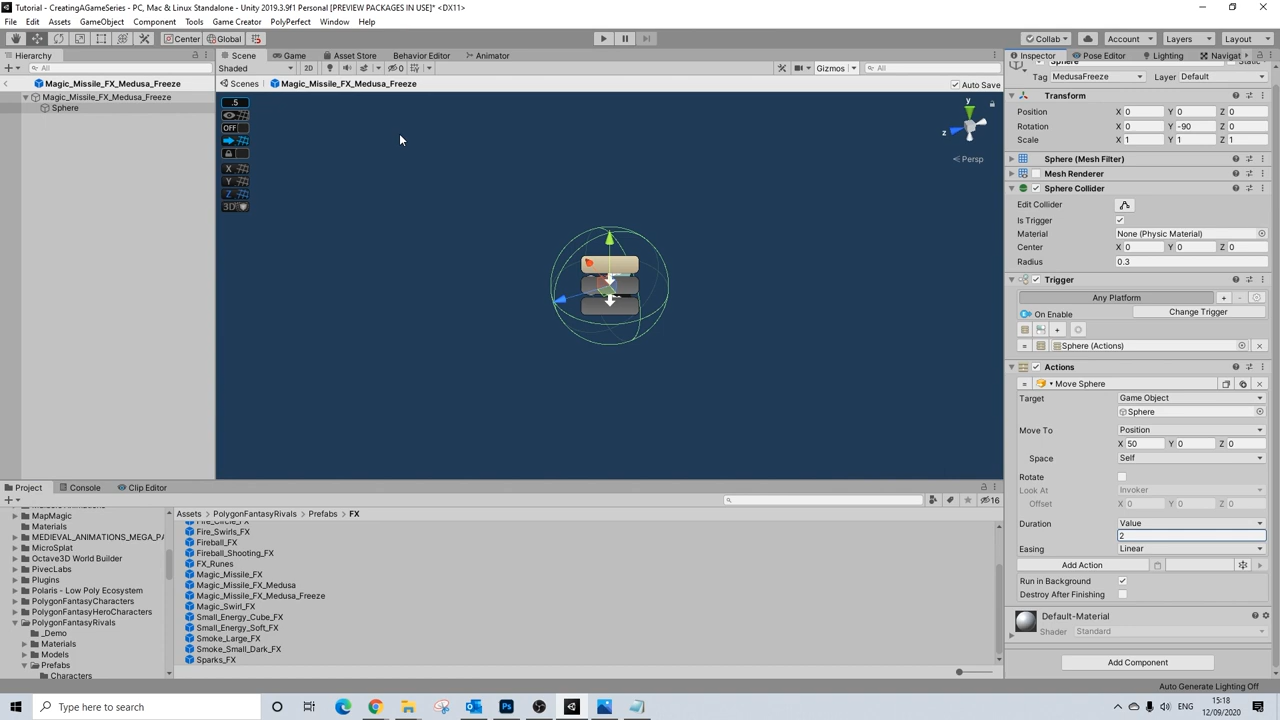 Tutorial - CreatingAGameSeries - PC, Mac & Linux Standalone - Unity 2019.3.9f1 Personal [PREVIEW PACKAGES IN USE]* <DX11>
File Edit Assets GameObject Component Tools Game Creator PolyPerfect Window Help
Center Global Collab Account Layers Layout
Hierarchy Scene Game Asset Store Behavior Editor Animator Inspector Pose Editor Lighting Navigat
All Shaded 2D 0 Gizmos All
Magic_Missile_FX_Medusa_Freeze Scenes Magic_Missile_FX_Medusa_Freeze Auto Save
Magic_Missile_FX_Medusa_Freeze
Sphere
.5
OFF
X
Y
Z
3D
y
z
Persp
Tag MedusaFreeze Layer Default
Transform
Position X 0 Y 0 Z 0
Rotation X 0 Y -90 Z 0
Scale X 1 Y 1 Z 1
Sphere (Mesh Filter)
Mesh Renderer
Sphere Collider
Edit Collider
Is Trigger
Material None (Physic Material)
Center X 0 Y 0 Z 0
Radius 0.3
Trigger
Any Platform + -
On Enable Change Trigger
+
= Sphere (Actions)
Actions
= Move Sphere
Target Game Object
Sphere
Move To Position
X 50 Y 0 Z 0
Space Self
Rotate
Look At Invoker
Offset X 0 Y 0 Z 0
Duration Value
2
Easing Linear
Add Action
Run in Background
Destroy After Finishing
Default-Material
Shader Standard
Add Component
Auto Generate Lighting Off
Project Console Clip Editor
16
Assets PolygonFantasyRivals Prefabs FX
MapMagic
Materials
MEDIEVAL_ANIMATIONS_MEGA_PA
MicroSplat
Octave3D World Builder
PivecLabs
Plugins
Polaris - Low Poly Ecosystem
PolygonFantasyCharacters
PolygonFantasyHeroCharacters
PolygonFantasyRivals
_Demo
Materials
Models
Prefabs
Characters
Fire_Circle_FX
Fire_Swirls_FX
Fireball_FX
Fireball_Shooting_FX
FX_Runes
Magic_Missile_FX
Magic_Missile_FX_Medusa
Magic_Missile_FX_Medusa_Freeze
Magic_Swirl_FX
Small_Energy_Cube_FX
Small_Energy_Soft_FX
Smoke_Large_FX
Smoke_Small_Dark_FX
Sparks_FX
Type here to search
ENG
15:18
12/09/2020